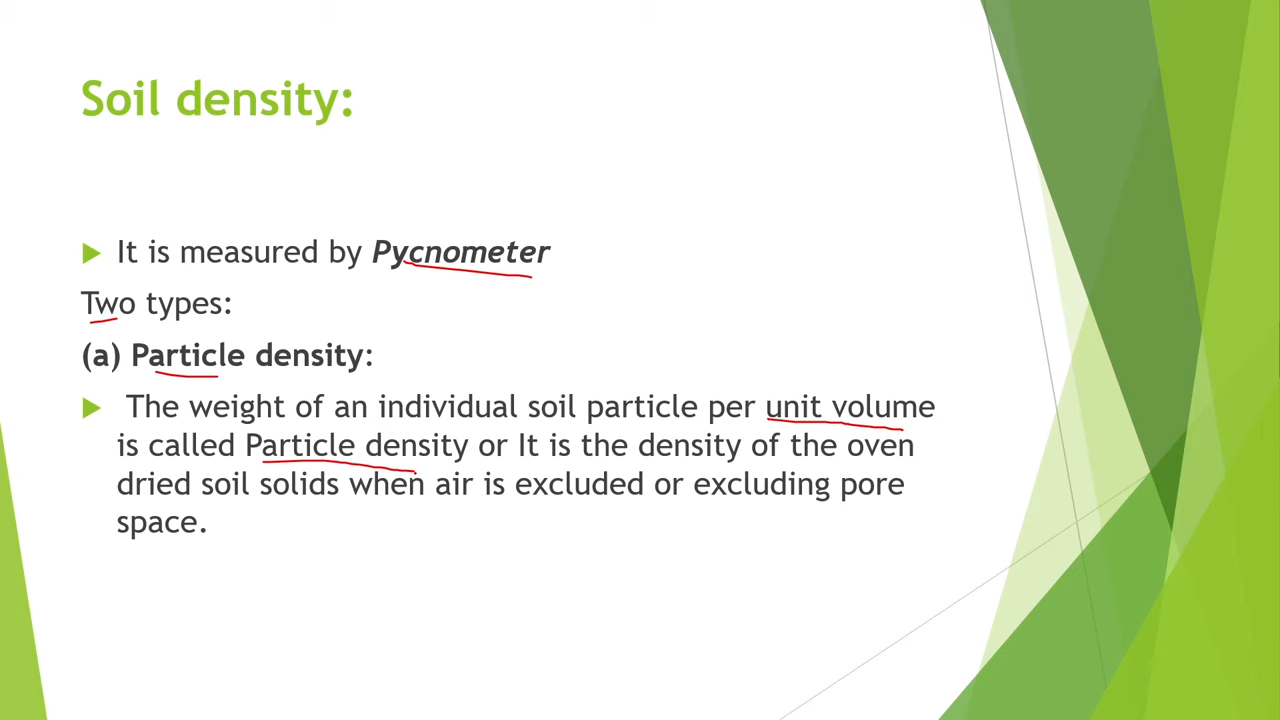 Soil density:
It is measured by Pycnometer
Two types:
(a) Particle density:
The weight of an individual soil particle per unit volume
is called Particle density or It is the density of the oven
dried soil solids when air is excluded or excluding pore
space.